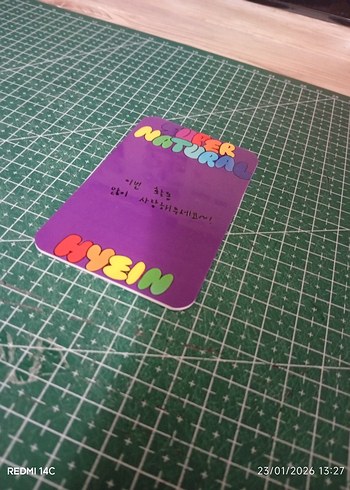 SUPER
NATURAL
이번 활동
많이 사랑해주세요~!
HYEIN
REDMI 14C
23/01/2026 13:27